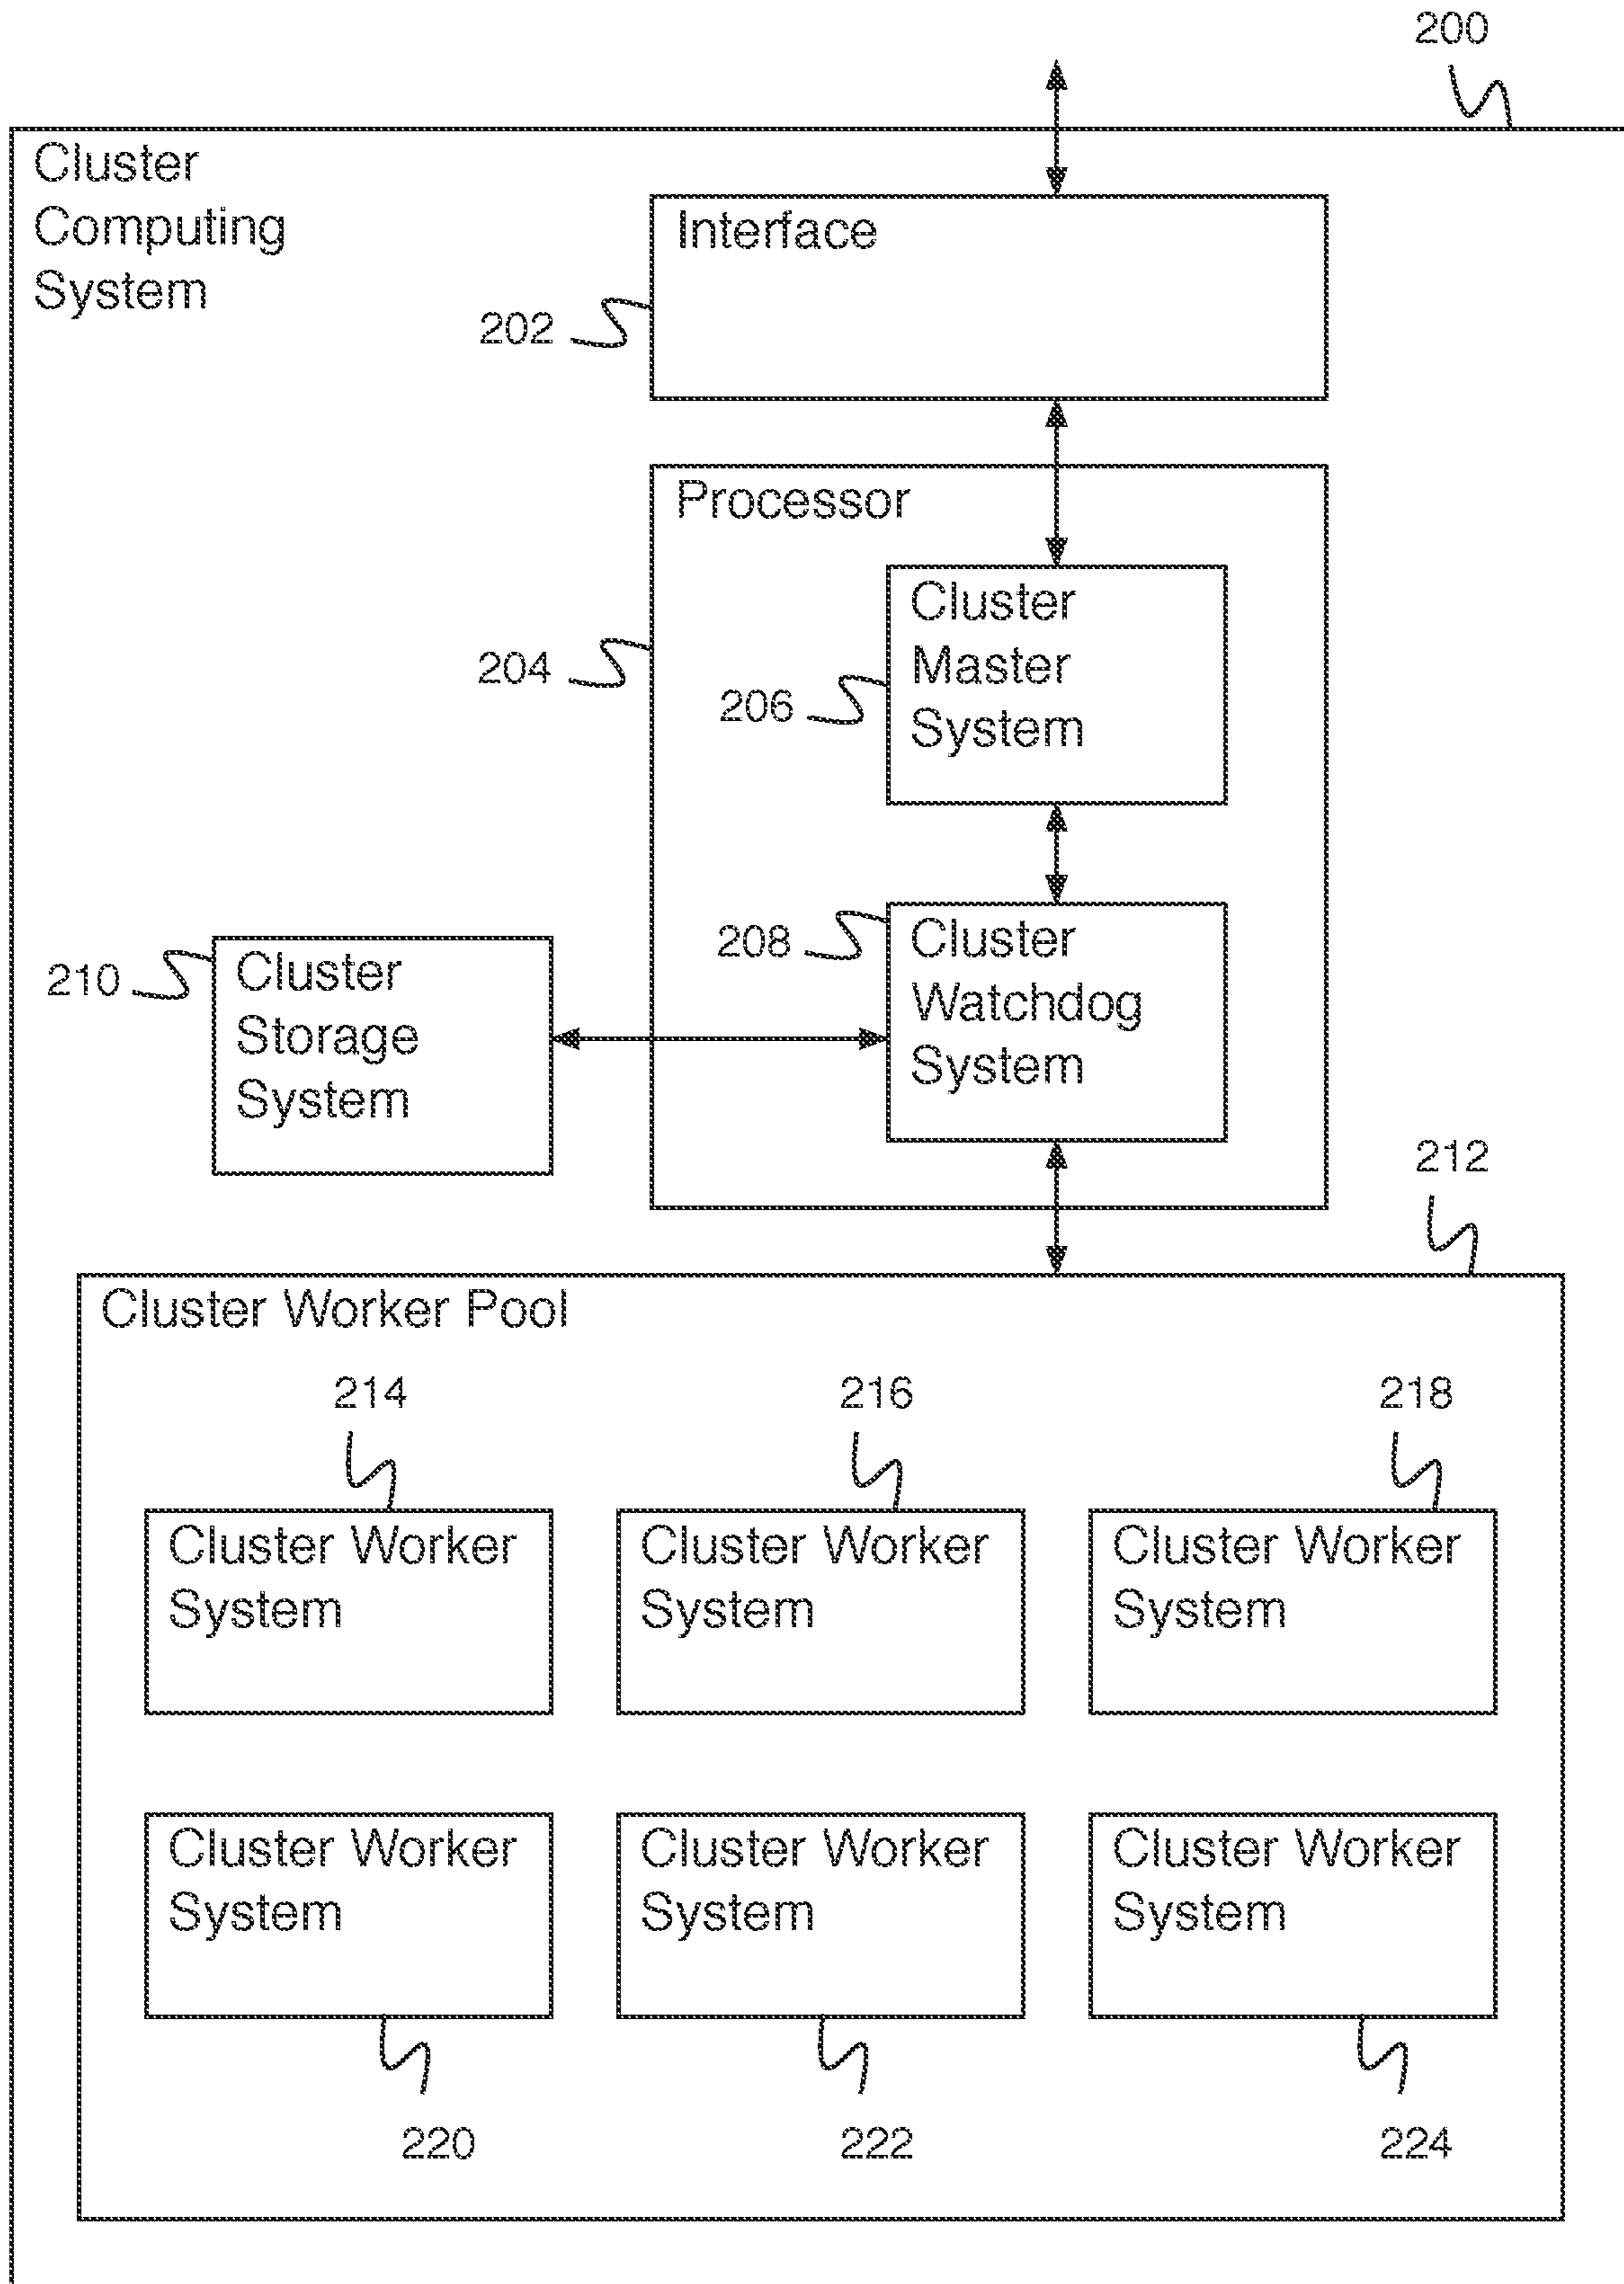 200
Cluster
Computing
System
Interface
202
Processor
204
Cluster
Master
System
206
208
Cluster
Watchdog
System
210
Cluster
Storage
System
212
Cluster Worker Pool
214
216
218
Cluster Worker
System
Cluster Worker
System
Cluster Worker
System
Cluster Worker
System
Cluster Worker
System
Cluster Worker
System
220
222
224